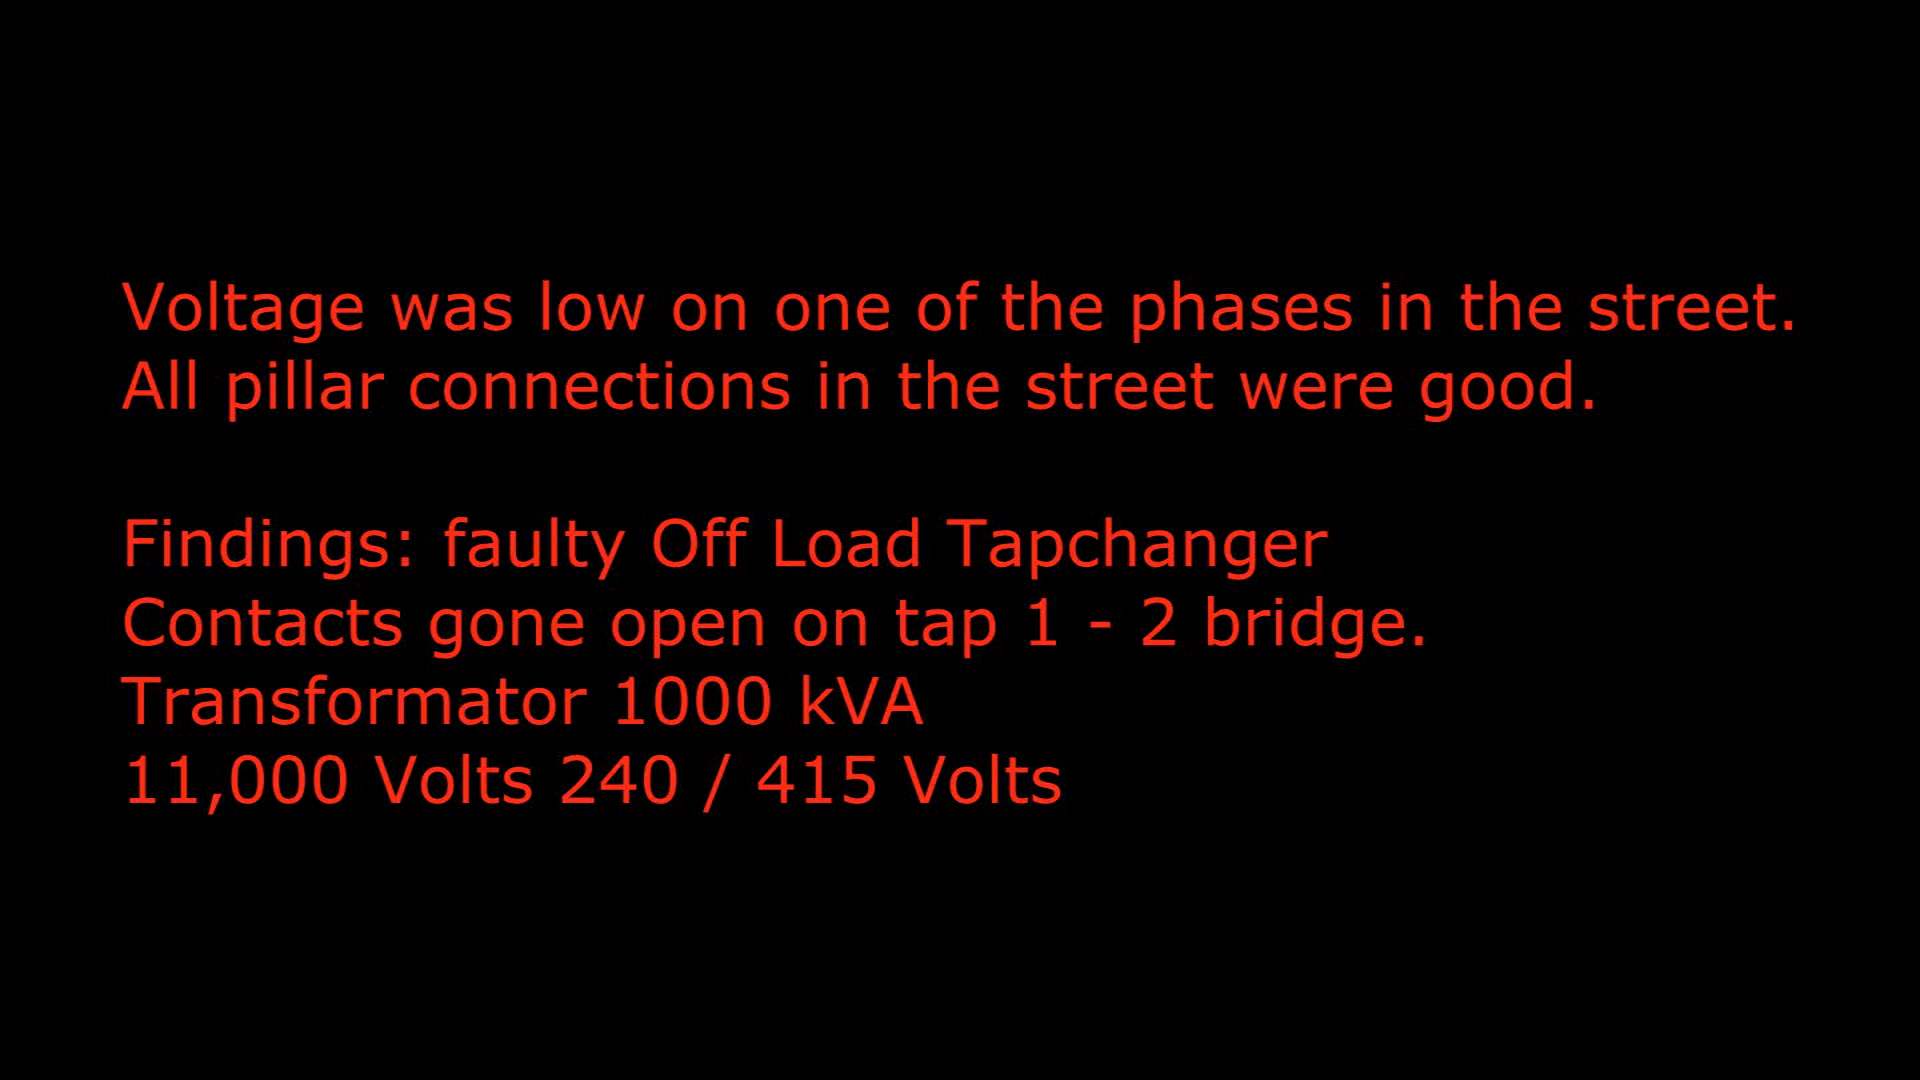 Voltage was low on one of the phases in the street.
All pillar connections in the street were good.
Findings: faulty Off Load Tapchanger
Contacts gone open on tap 1 - 2 bridge.
Transformator 1000 kVA
11,000 Volts 240 / 415 Volts